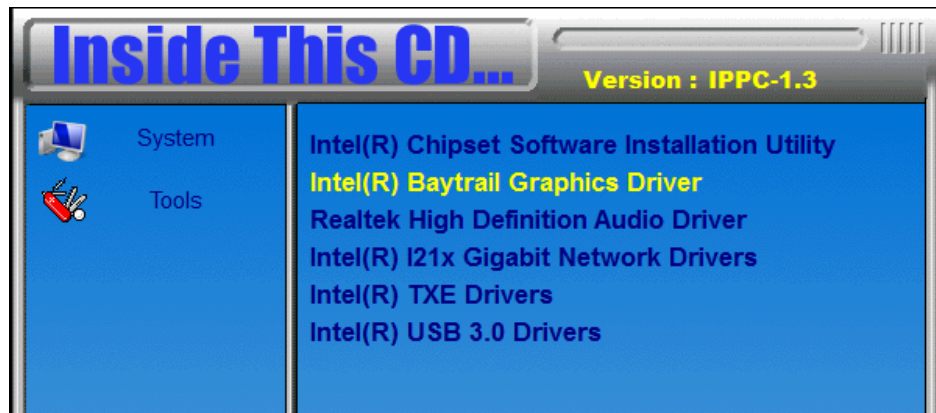 Inside This CD...
Version : IPPC-1.3
System
Tools
Intel(R) Chipset Software Installation Utility
Intel(R) Baytrail Graphics Driver
Realtek High Definition Audio Driver
Intel(R) I21x Gigabit Network Drivers
Intel(R) TXE Drivers
Intel(R) USB 3.0 Drivers